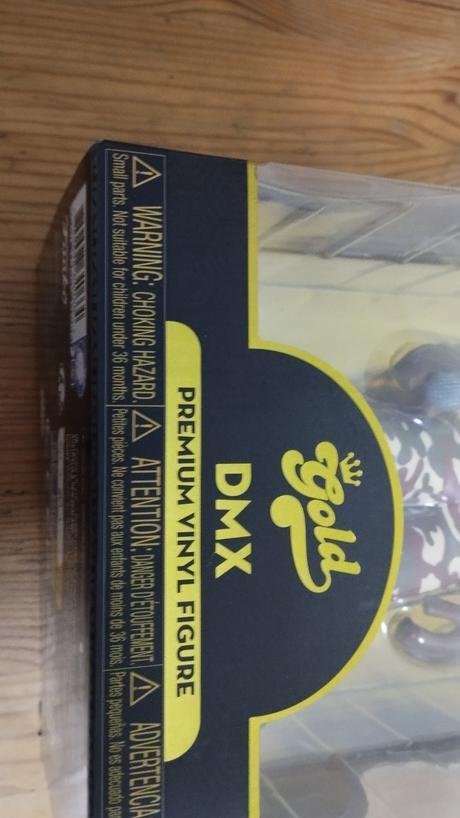 Gold
DMX
PREMIUM VINYL FIGURE
WARNING: CHOKING HAZARD.
Small parts. Not suitable for children under 36 months.
ATTENTION: DANGER D'ÉTOUFFEMENT.
Petites pièces. Ne convient pas aux enfants de moins de 36 mois.
ADVERTENCIA
Partes pequeñas. No es adecuado pa